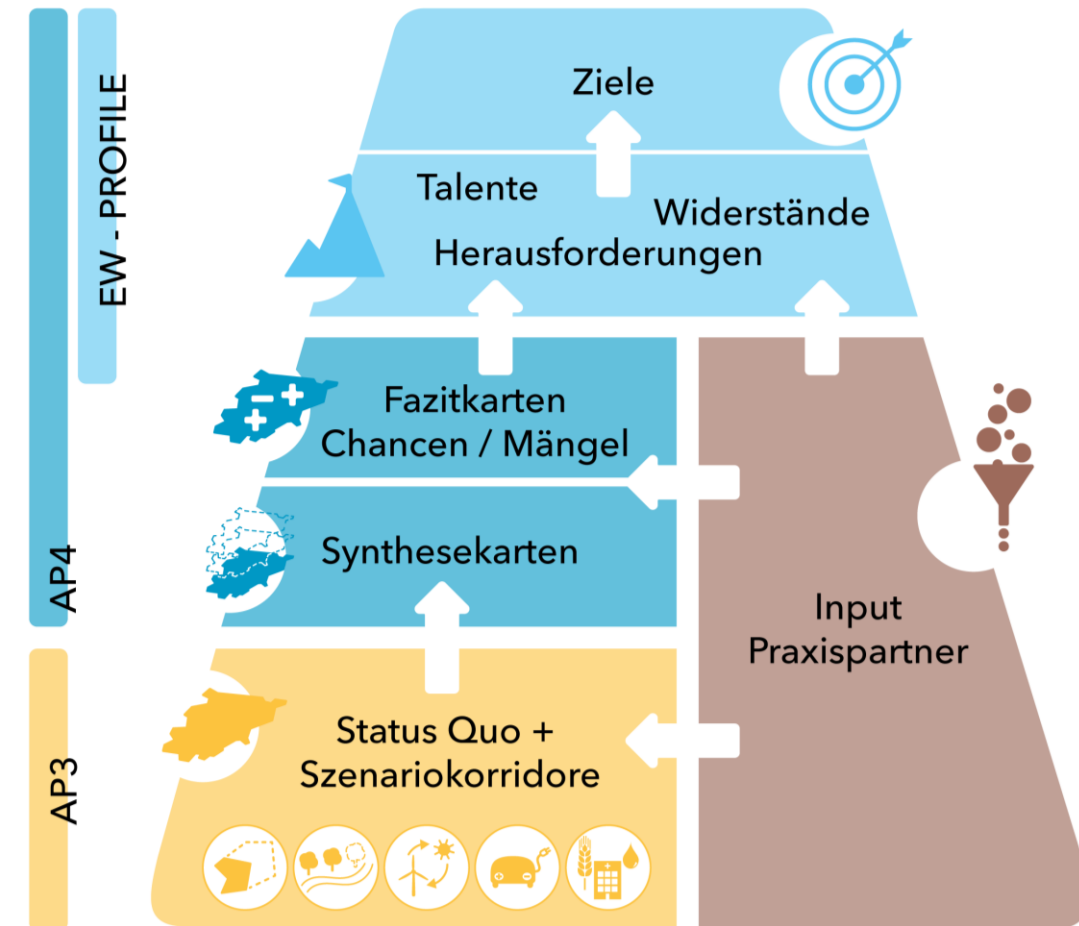 EW - PROFILE
AP4
AP3
Ziele
Talente
Widerstände
Herausforderungen
Fazitkarten
Chancen / Mängel
Synthesekarten
Input
Praxispartner
Status Quo +
Szenariokorridore